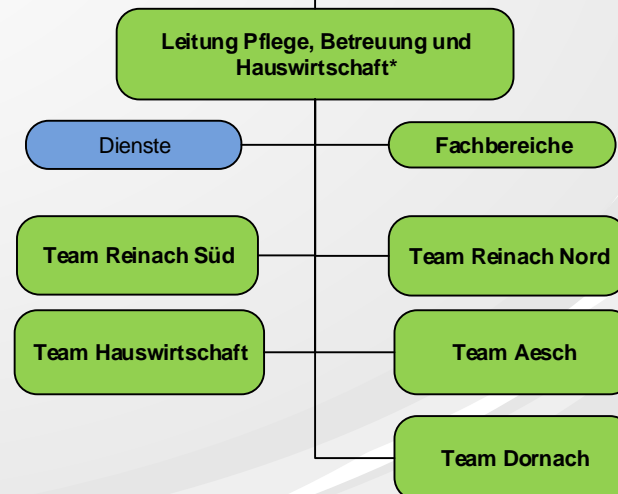 Leitung Pflege, Betreuung und
Hauswirtschaft*
Dienste
Fachbereiche
Team Reinach Süd
Team Reinach Nord
Team Hauswirtschaft
Team Aesch
Team Dornach